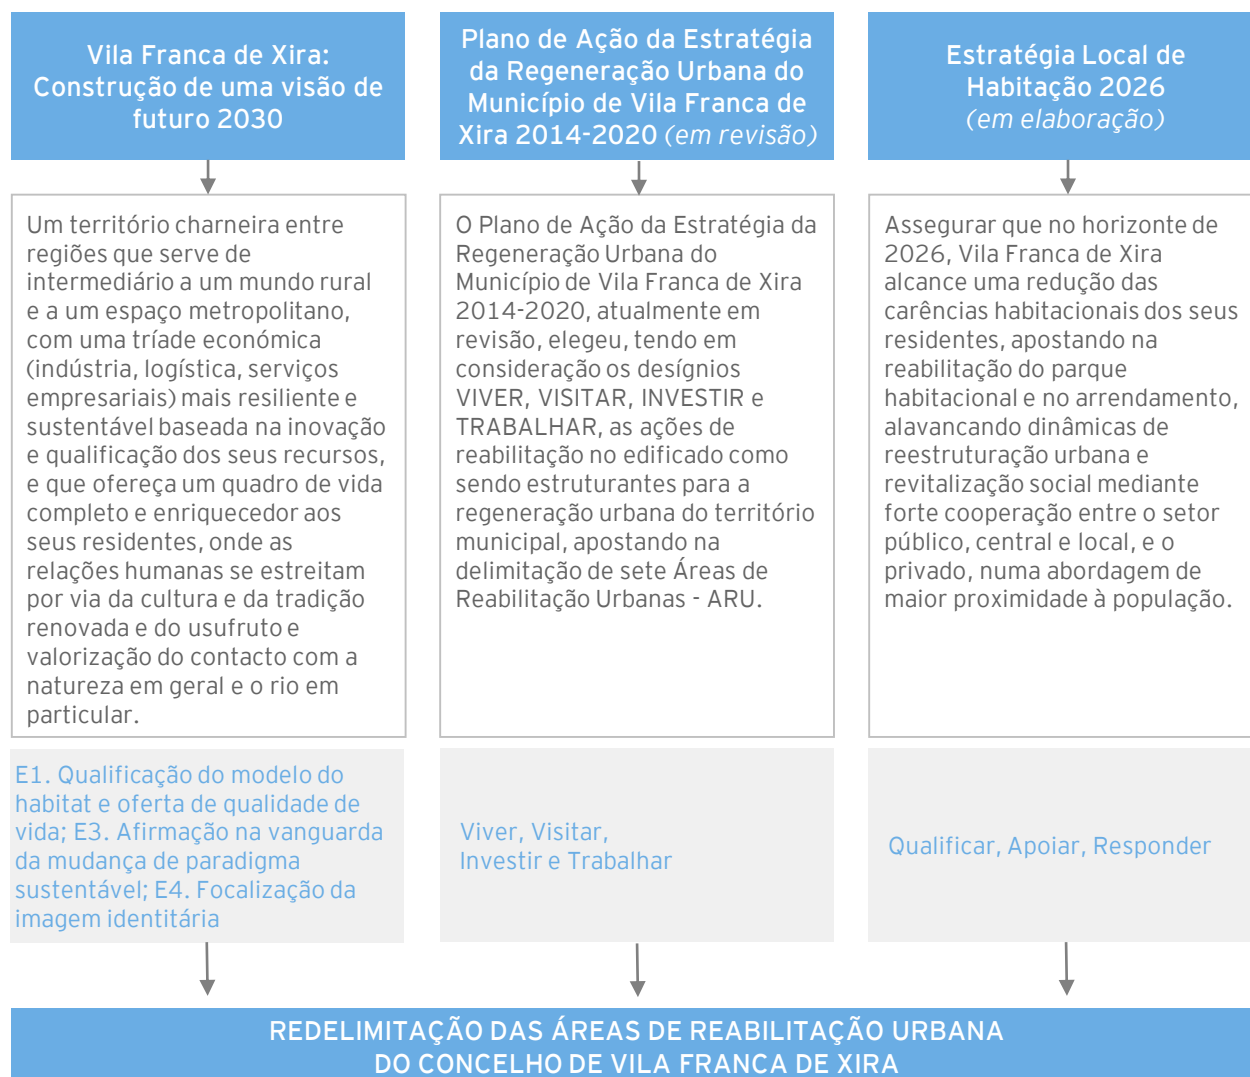 Vila Franca de Xira:
Construção de uma visão de
futuro 2030
Plano de Ação da Estratégia
da Regeneração Urbana do
Município de Vila Franca de
Xira 2014-2020 (em revisão)
Estratégia Local de
Habitação 2026
(em elaboração)
Um território charneira entre
regiões que serve de
intermediário a um mundo rural
e a um espaço metropolitano,
com uma tríade económica
(indústria, logística, serviços
empresariais) mais resiliente e
sustentável baseada na inovação
e qualificação dos seus recursos,
e que ofereça um quadro de vida
completo e enriquecedor aos
seus residentes, onde as
relações humanas se estreitam
por via da cultura e da tradição
renovada e do usufruto e
valorização do contacto com a
natureza em geral e o rio em
particular.
O Plano de Ação da Estratégia da
Regeneração Urbana do
Município de Vila Franca de Xira
2014-2020, atualmente em
revisão, elegeu, tendo em
consideração os desígnios
VIVER, VISITAR, INVESTIR e
TRABALHAR, as ações de
reabilitação no edificado como
sendo estruturantes para a
regeneração urbana do território
municipal, apostando na
delimitação de sete Áreas de
Reabilitação Urbanas - ARU.
Assegurar que no horizonte de
2026, Vila Franca de Xira
alcance uma redução das
carências habitacionais dos seus
residentes, apostando na
reabilitação do parque
habitacional e no arrendamento,
alavancando dinâmicas de
reestruturação urbana e
revitalização social mediante
forte cooperação entre o setor
público, central e local, e o
privado, numa abordagem de
maior proximidade à população.
E1. Qualificação do modelo do
habitat e oferta de qualidade de
vida; E3. Afirmação na vanguarda
da mudança de paradigma
sustentável; E4. Focalização da
imagem identitária
Viver, Visitar,
Investir e Trabalhar
Qualificar, Apoiar, Responder
REDELIMITAÇÃO DAS ÁREAS DE REABILITAÇÃO URBANA
DO CONCELHO DE VILA FRANCA DE XIRA